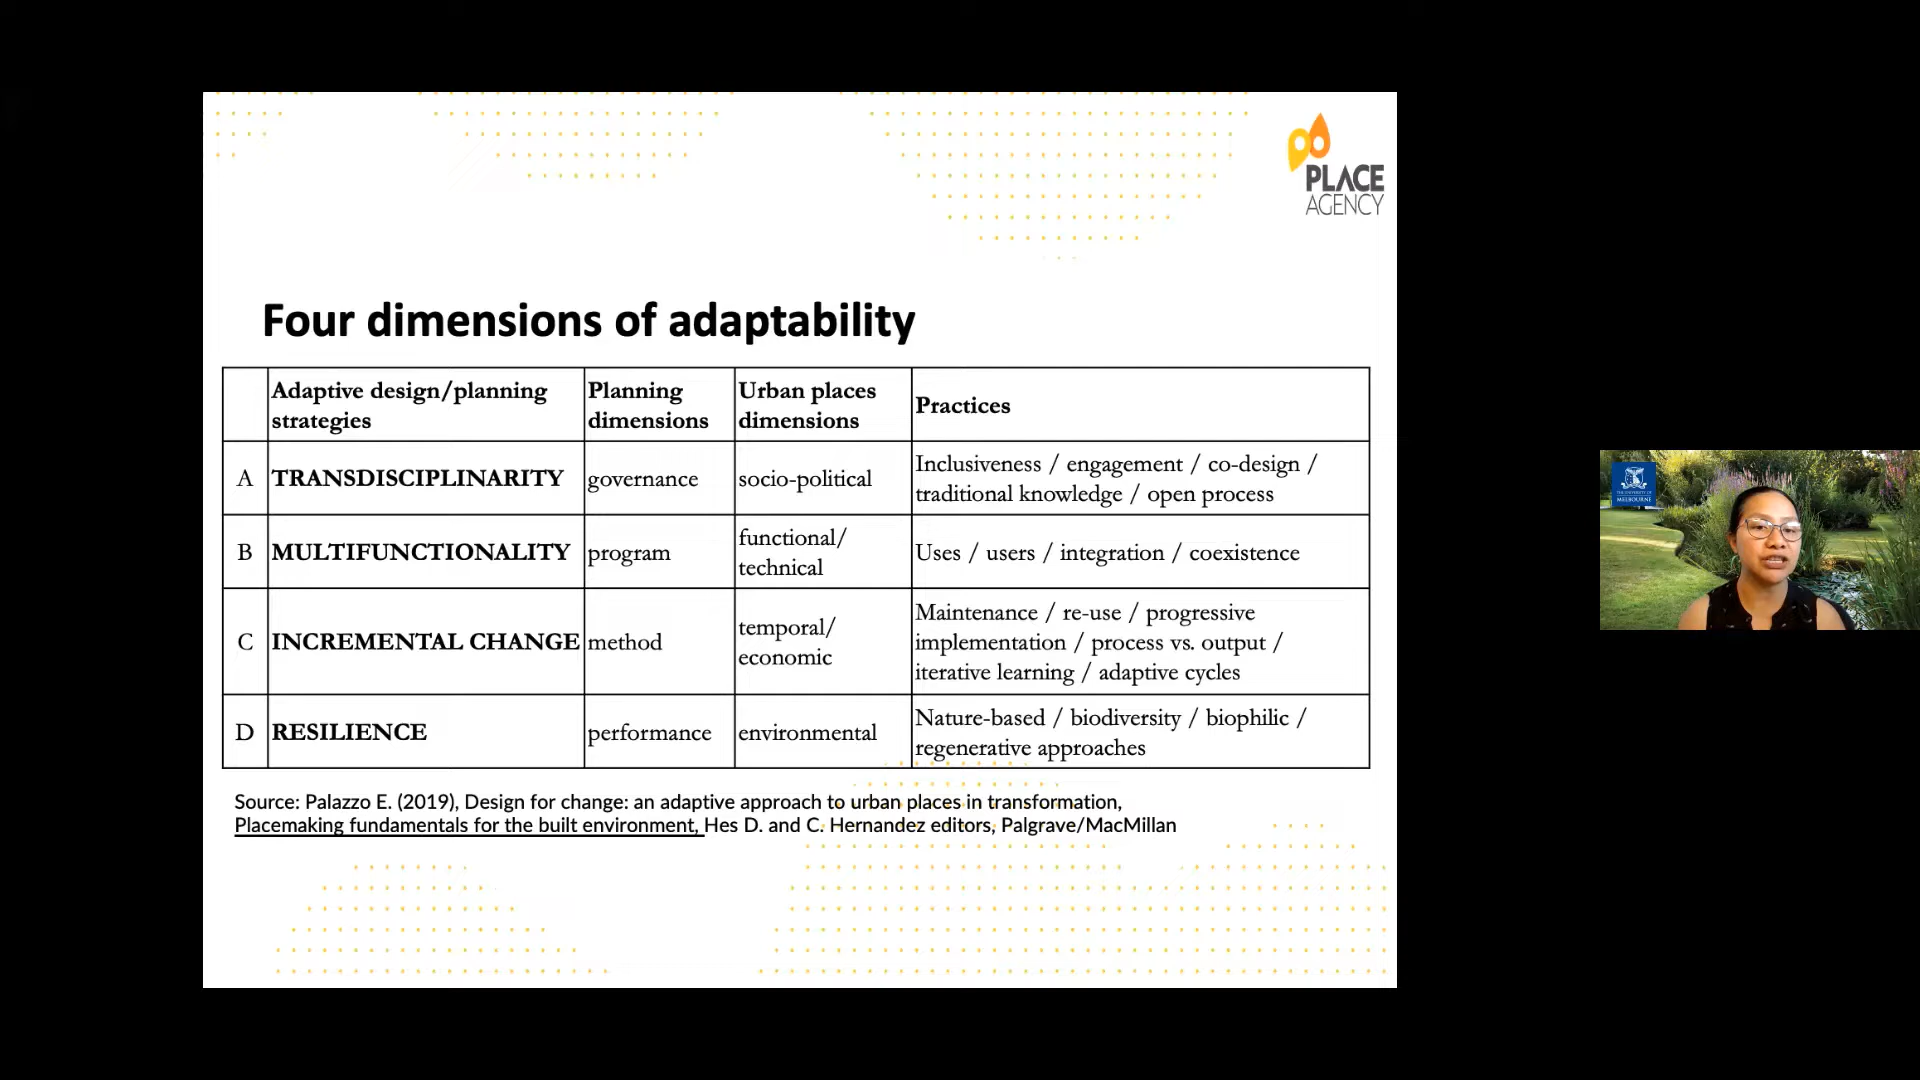 PLACE
AGENCY
Four dimensions of adaptability
Adaptive design/planning strategies
Planning dimensions
Urban places dimensions
Practices
A
TRANSDISCIPLINARITY
governance
socio-political
Inclusiveness / engagement / co-design /
traditional knowledge / open process
B
MULTIFUNCTIONALITY
program
functional/
technical
Uses / users / integration / coexistence
C
INCREMENTAL CHANGE
method
temporal/
economic
Maintenance / re-use / progressive
implementation / process vs. output /
iterative learning / adaptive cycles
D
RESILIENCE
performance
environmental
Nature-based / biodiversity / biophilic /
regenerative approaches
Source: Palazzo E. (2019), Design for change: an adaptive approach to urban places in transformation,
Placemaking fundamentals for the built environment, Hes D. and C. Hernandez editors, Palgrave/MacMillan
THE UNIVERSITY OF
MELBOURNE